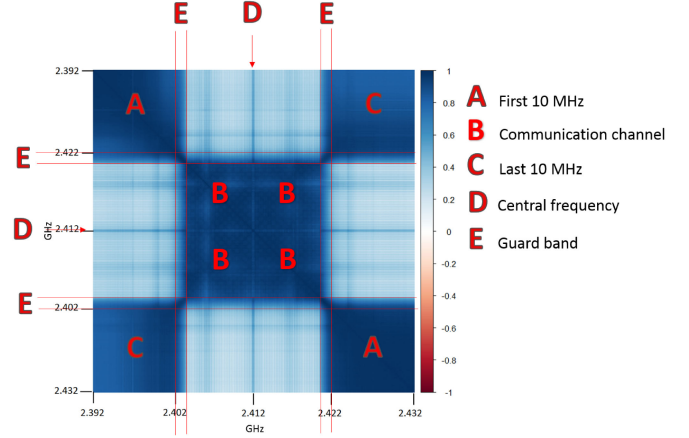 E D E
2.392
A C
1
0.8
A First 10 MHz
0.6
B Communication channel
E 2.422
0.4
C Last 10 MHz
B B
0.2
D Central frequency
D GHz 2.412
0
E Guard band
-0.2
B B
-0.4
E 2.402
-0.6
C A
-0.8
2.432
-1
2.392 2.402 2.412 2.422 2.432
GHz